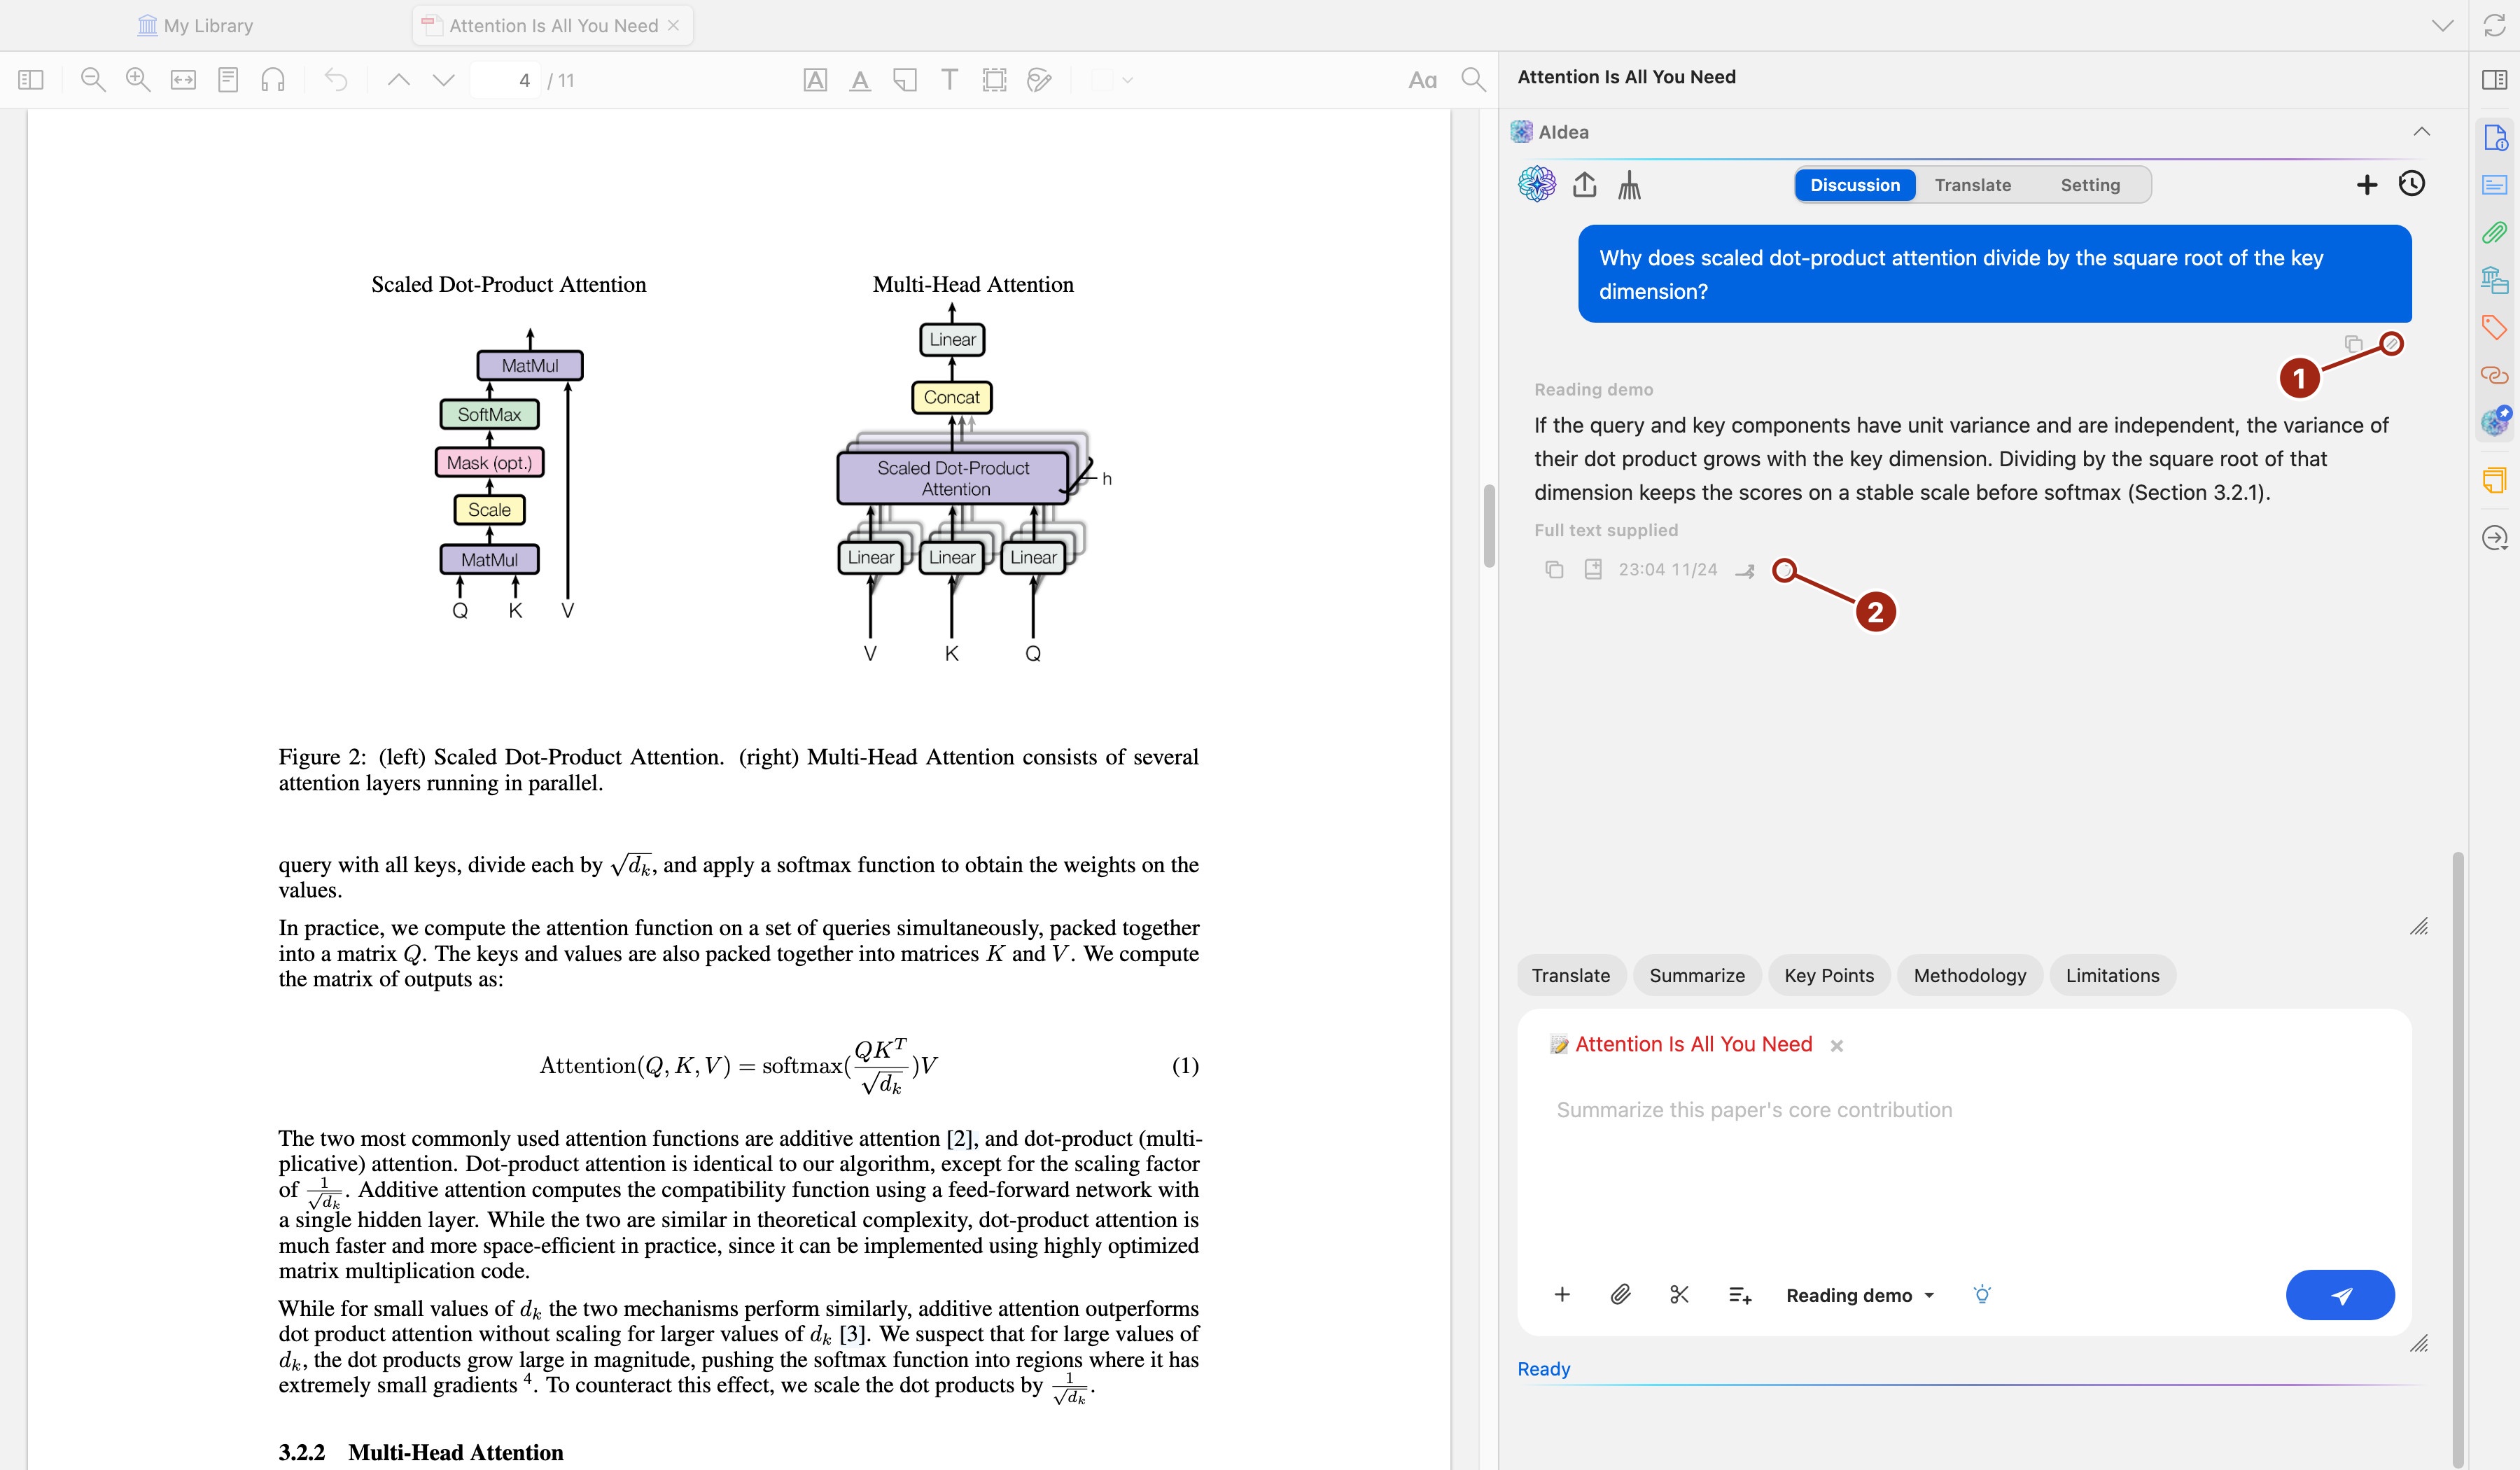 My Library
Attention Is All You Need
4 / 11
Aa
Scaled Dot-Product Attention
MatMul
SoftMax
Mask (opt.)
Scale
MatMul
Q K V
Multi-Head Attention
Linear
Concat
Scaled Dot-Product
Attention
h
Linear Linear Linear
V K Q
Figure 2: (left) Scaled Dot-Product Attention. (right) Multi-Head Attention consists of several
attention layers running in parallel.
query with all keys, divide each by √dk, and apply a softmax function to obtain the weights on the
values.
In practice, we compute the attention function on a set of queries simultaneously, packed together
into a matrix Q. The keys and values are also packed together into matrices K and V. We compute
the matrix of outputs as:
Attention(Q, K, V) = softmax(QK^T/√dk)V (1)
The two most commonly used attention functions are additive attention [2], and dot-product (multi-
plicative) attention. Dot-product attention is identical to our algorithm, except for the scaling factor
of 1/√dk. Additive attention computes the compatibility function using a feed-forward network with
a single hidden layer. While the two are similar in theoretical complexity, dot-product attention is
much faster and more space-efficient in practice, since it can be implemented using highly optimized
matrix multiplication code.
While for small values of dk the two mechanisms perform similarly, additive attention outperforms
dot product attention without scaling for larger values of dk [3]. We suspect that for large values of
dk, the dot products grow large in magnitude, pushing the softmax function into regions where it has
extremely small gradients 4. To counteract this effect, we scale the dot products by 1/√dk.
3.2.2 Multi-Head Attention
Attention Is All You Need
AIdea
Discussion Translate Setting
Why does scaled dot-product attention divide by the square root of the key
dimension?
1
Reading demo
If the query and key components have unit variance and are independent, the variance of
their dot product grows with the key dimension. Dividing by the square root of that
dimension keeps the scores on a stable scale before softmax (Section 3.2.1).
Full text supplied
23:04 11/24
2
Translate Summarize Key Points Methodology Limitations
Attention Is All You Need
Summarize this paper's core contribution
Reading demo
Ready